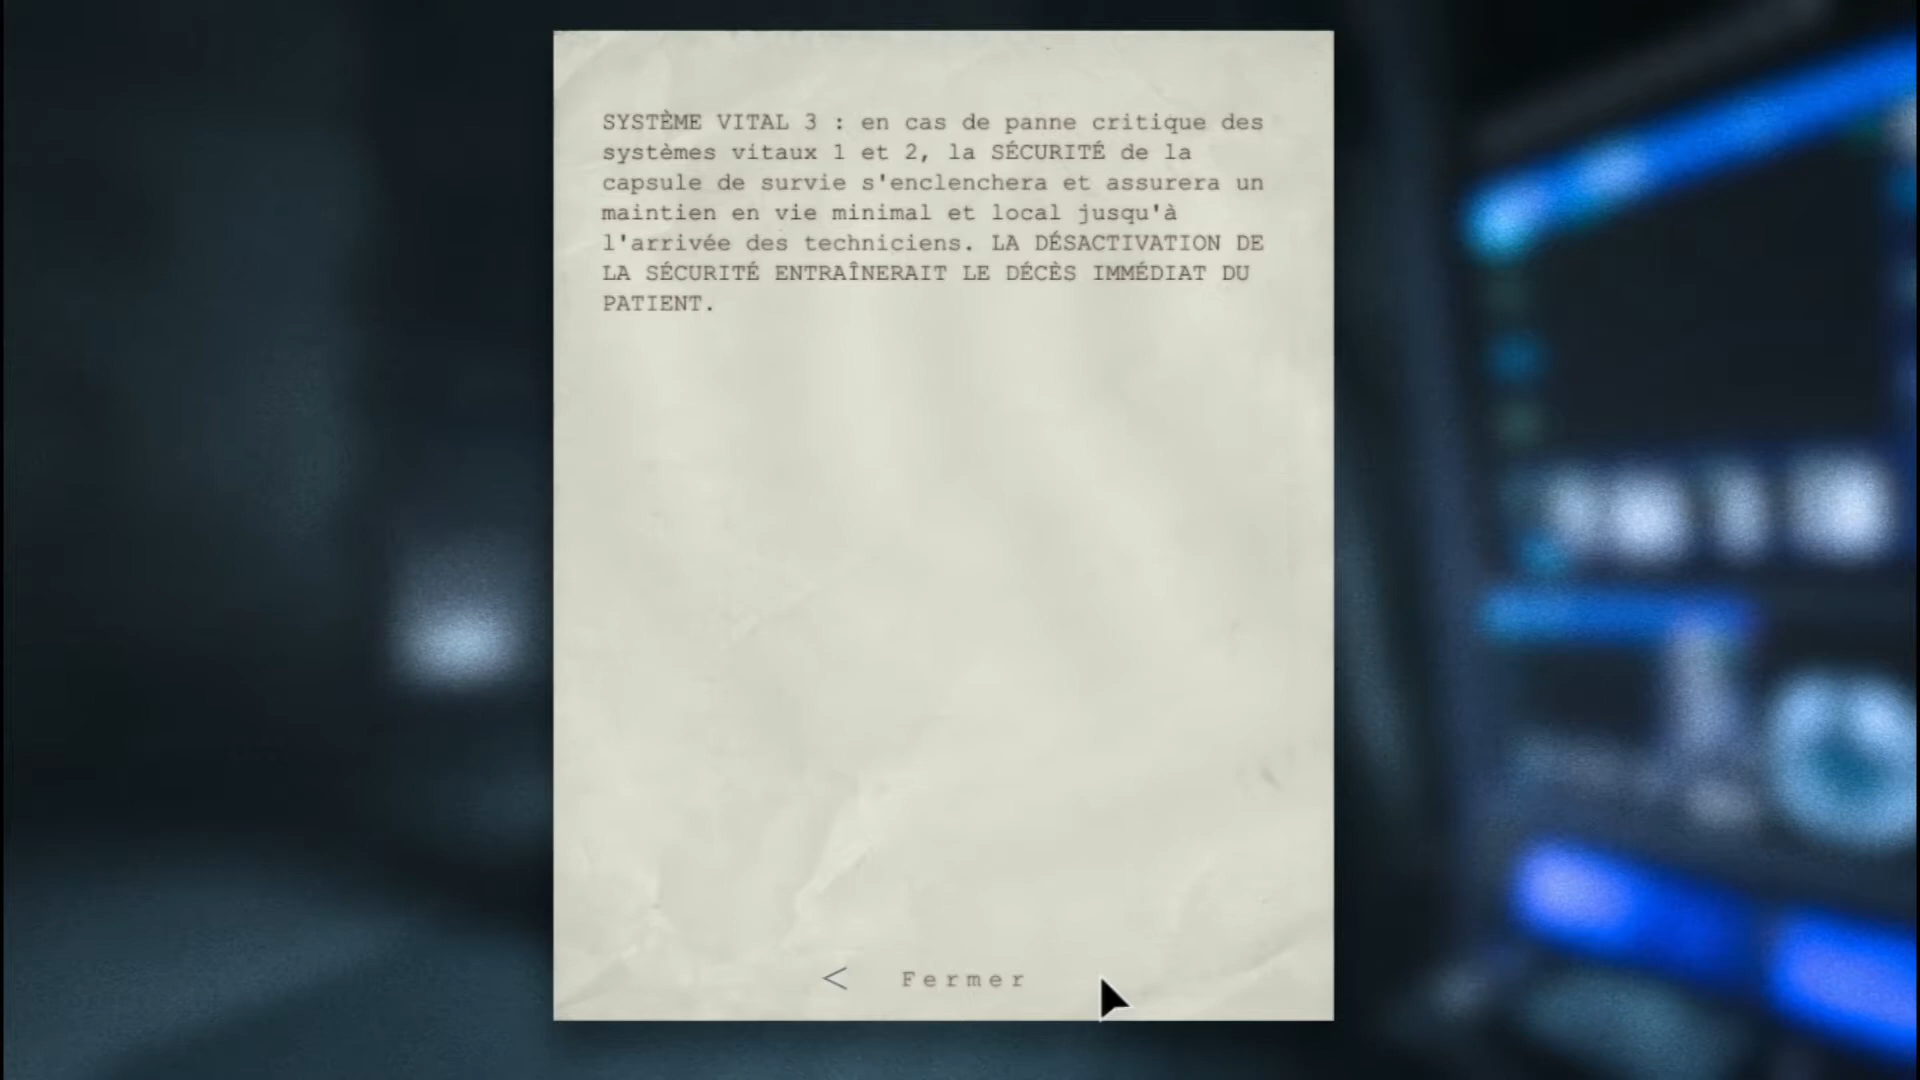 SYSTÈME VITAL 3 : en cas de panne critique des
systèmes vitaux 1 et 2, la SÉCURITÉ de la
capsule de survie s'enclenchera et assurera un
maintien en vie minimal et local jusqu'à
l'arrivée des techniciens. LA DÉSACTIVATION DE
LA SÉCURITÉ ENTRAÎNERAIT LE DÉCÈS IMMÉDIAT DU
PATIENT.
< Fermer